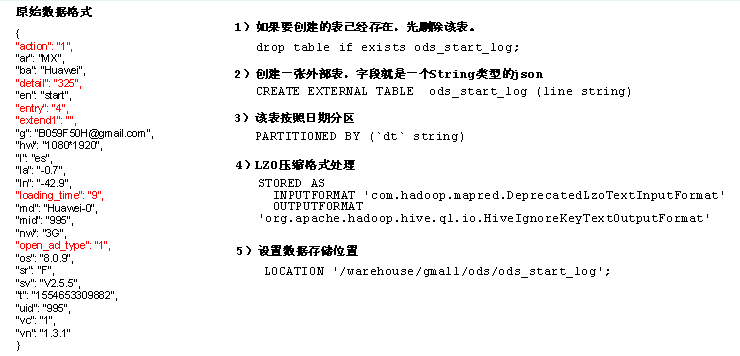 原始数据格式
{
"action": "1",
"ar": "MX",
"ba": "Huawei",
"detail": "325",
"en": "start",
"entry": "4",
"extend1": "",
"g": "B059F50H@gmail.com",
"hw": "1080*1920",
"l": "es",
"la": "-0.7",
"ln": "-42.9",
"loading_time": "9",
"md": "Huawei-0",
"mid": "995",
"nw": "3G",
"open_ad_type": "1",
"os": "8.0.9",
"sr": "F",
"sv": "V2.5.5",
"t": "1554653309882",
"uid": "995",
"vc": "1",
"vn": "1.3.1"
}
1）如果要创建的表已经存在，先删除该表。
drop table if exists ods_start_log;
2）创建一张外部表，字段就是一个String类型的json
CREATE EXTERNAL TABLE ods_start_log (line string)
3）该表按照日期分区
PARTITIONED BY (`dt` string)
4）LZO压缩格式处理
STORED AS
INPUTFORMAT 'com.hadoop.mapred.DeprecatedLzoTextInputFormat'
OUTPUTFORMAT
'org.apache.hadoop.hive.ql.io.HiveIgnoreKeyTextOutputFormat'
5）设置数据存储位置
LOCATION '/warehouse/gmall/ods/ods_start_log';